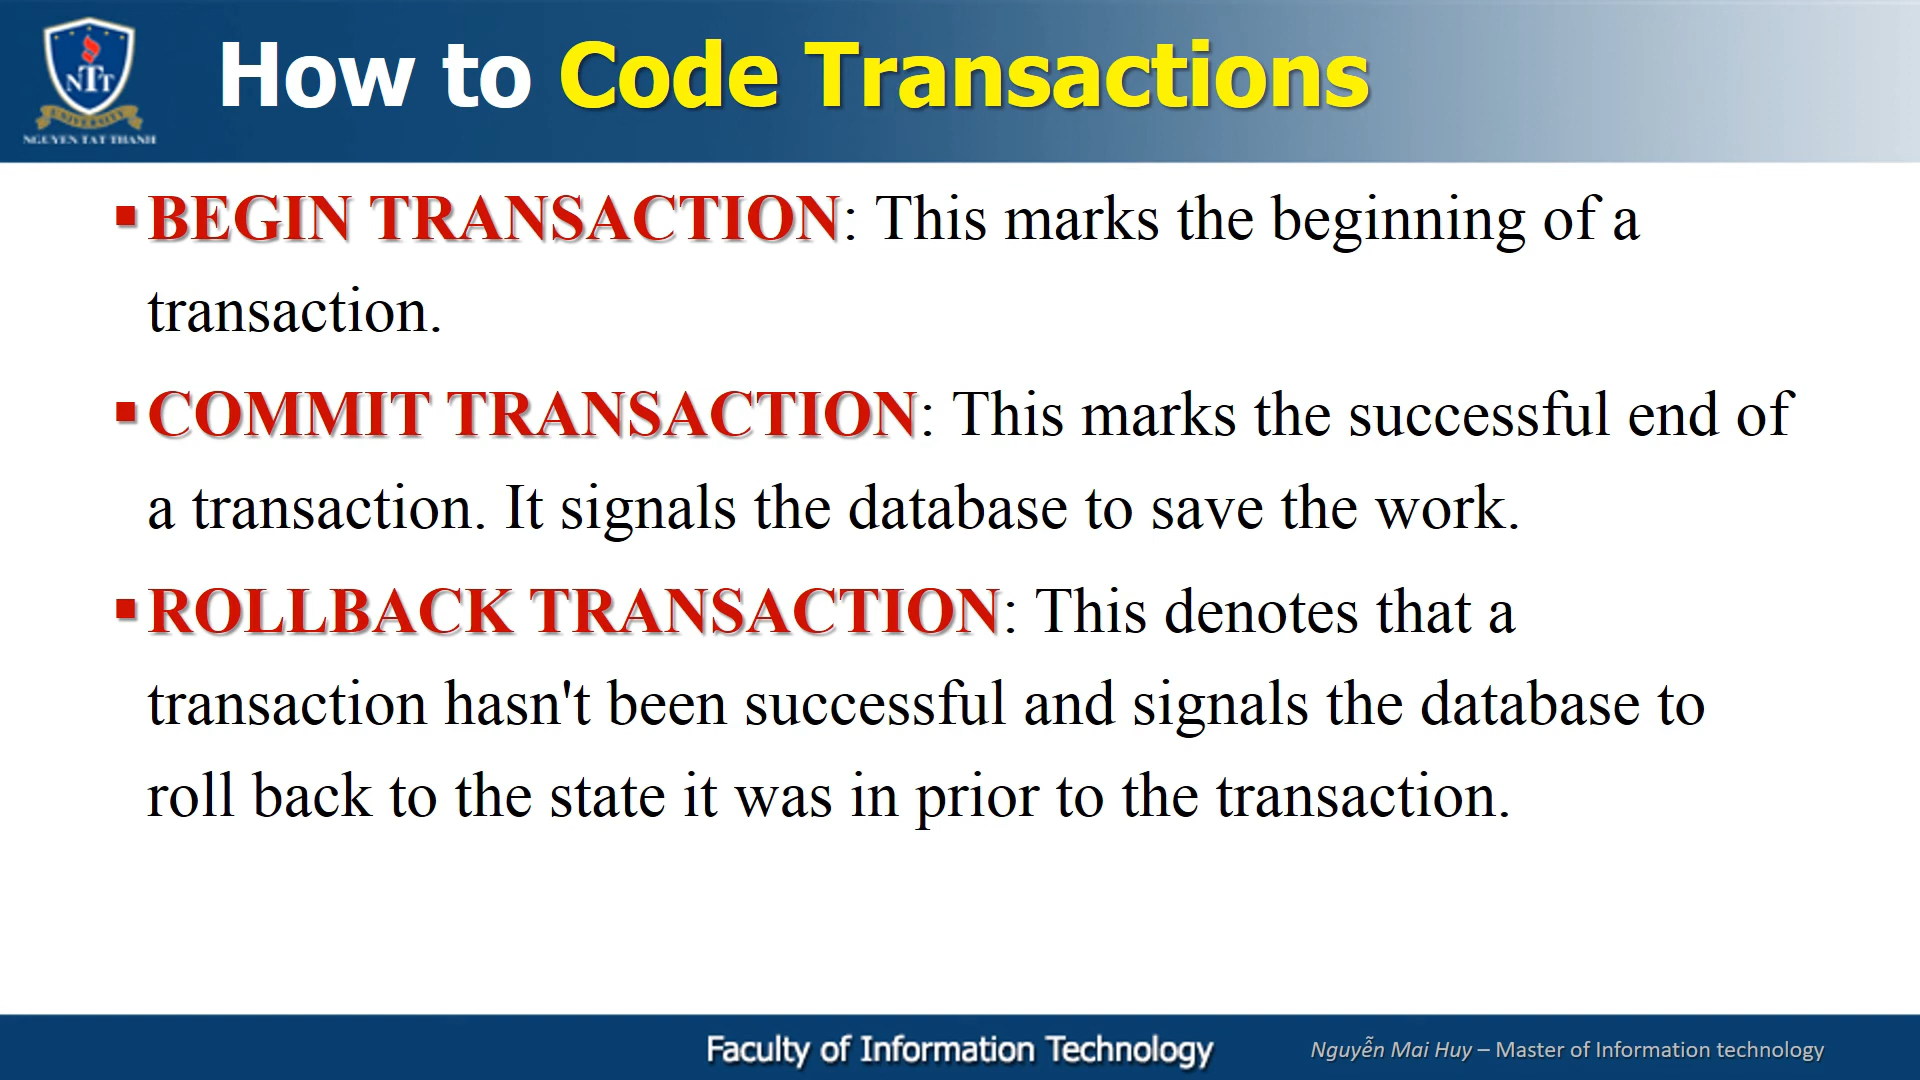 NTT
UNIVERSITY
NGUYEN TAT THANH
How to Code Transactions
▪BEGIN TRANSACTION: This marks the beginning of a
transaction.
▪COMMIT TRANSACTION: This marks the successful end of
a transaction. It signals the database to save the work.
▪ROLLBACK TRANSACTION: This denotes that a
transaction hasn't been successful and signals the database to
roll back to the state it was in prior to the transaction.
Faculty of Information Technology
Nguyễn Mai Huy – Master of Information technology